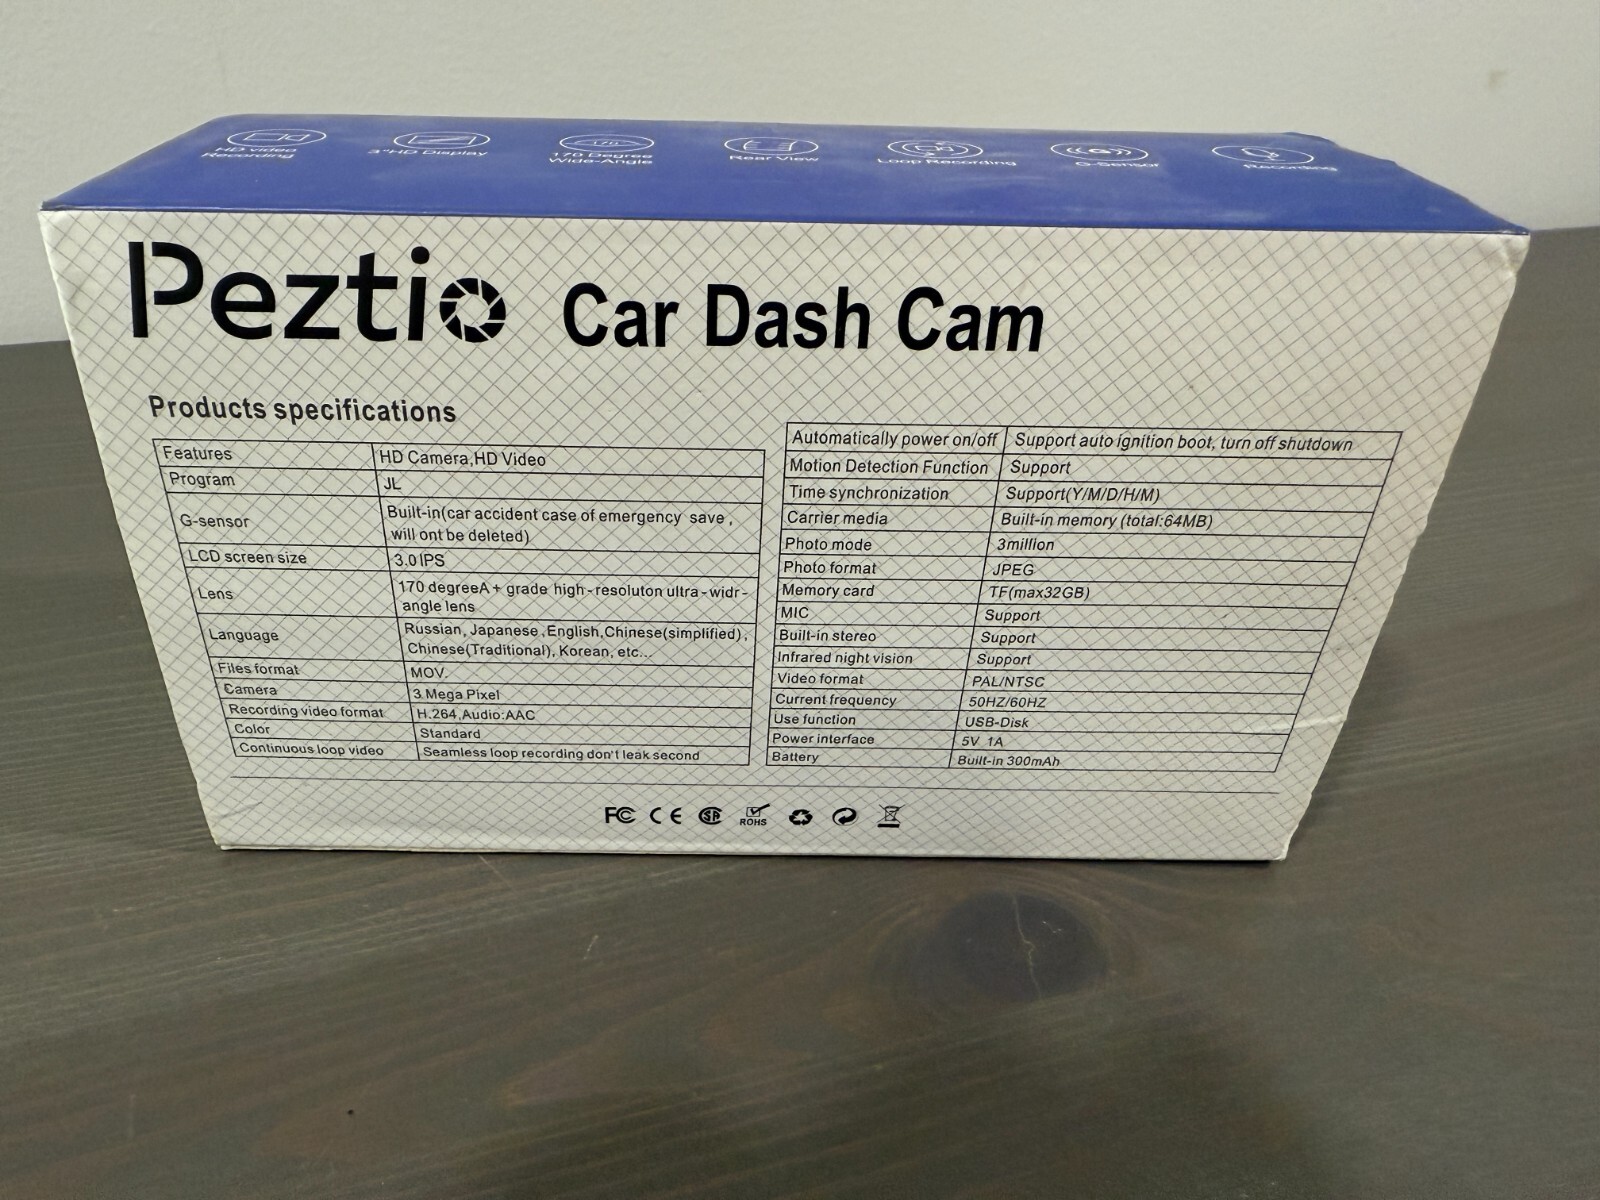 HD video
Recording
3"HD Display
170
170 Degree
Wide-Angle
Rear View
Loop Recording
G
G-Sensor
Recording
Peztio Car Dash Cam
Products specifications
Features HD Camera,HD Video
Program JL
G-sensor Built-in(car accident case of emergency save ,
will ont be deleted)
LCD screen size 3.0IPS
Lens 170 degreeA+ grade high-resoluton ultra-widr-
angle lens
Language Russian, Japanese ,English,Chinese(simplified),
Chinese(Traditional), Korean, etc...
Files format MOV.
Camera 3 Mega Pixel
Recording video format H.264,Audio:AAC
Color Standard
Continuous loop video Seamless loop recording don't leak second
Automatically power on/off Support auto ignition boot, turn off shutdown
Motion Detection Function Support
Time synchronization Support(Y/M/D/H/M)
Carrier media Built-in memory (total:64MB)
Photo mode 3million
Photo format JPEG
Memory card TF(max32GB)
MIC Support
Built-in stereo Support
Infrared night vision Support
Video format PAL/NTSC
Current frequency 50HZ/60HZ
Use function USB-Disk
Power interface 5V 1A
Battery Built-in 300mAh
FC CE ROHS